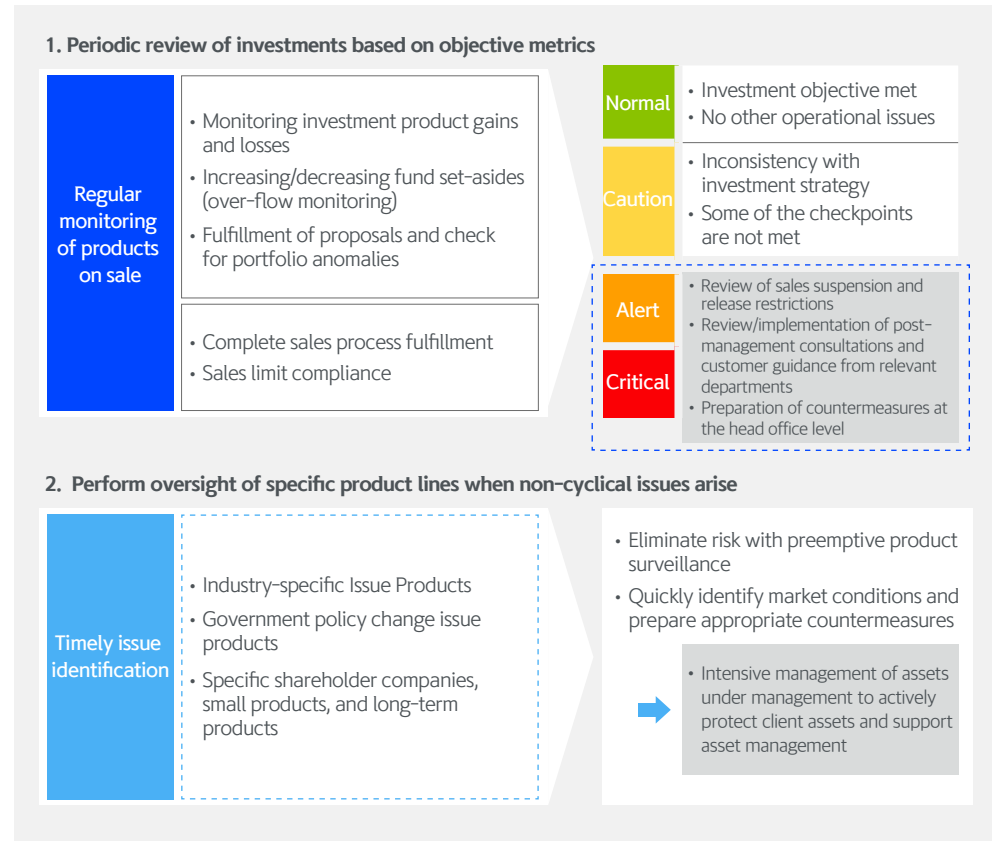 1. Periodic review of investments based on objective metrics
Regular
monitoring
of products
on sale
• Monitoring investment product gains
and losses
• Increasing/decreasing fund set-asides
(over-flow monitoring)
• Fulfillment of proposals and check
for portfolio anomalies
• Complete sales process fulfillment
• Sales limit compliance
Normal
• Investment objective met
• No other operational issues
Caution
• Inconsistency with
investment strategy
• Some of the checkpoints
are not met
Alert
Critical
• Review of sales suspension and
release restrictions
• Review/implementation of post-
management consultations and
customer guidance from relevant
departments
• Preparation of countermeasures at
the head office level
2. Perform oversight of specific product lines when non-cyclical issues arise
Timely issue
identification
• Industry-specific Issue Products
• Government policy change issue
products
• Specific shareholder companies,
small products, and long-term
products
• Eliminate risk with preemptive product
surveillance
• Quickly identify market conditions and
prepare appropriate countermeasures
• Intensive management of assets
under management to actively
protect client assets and support
asset management